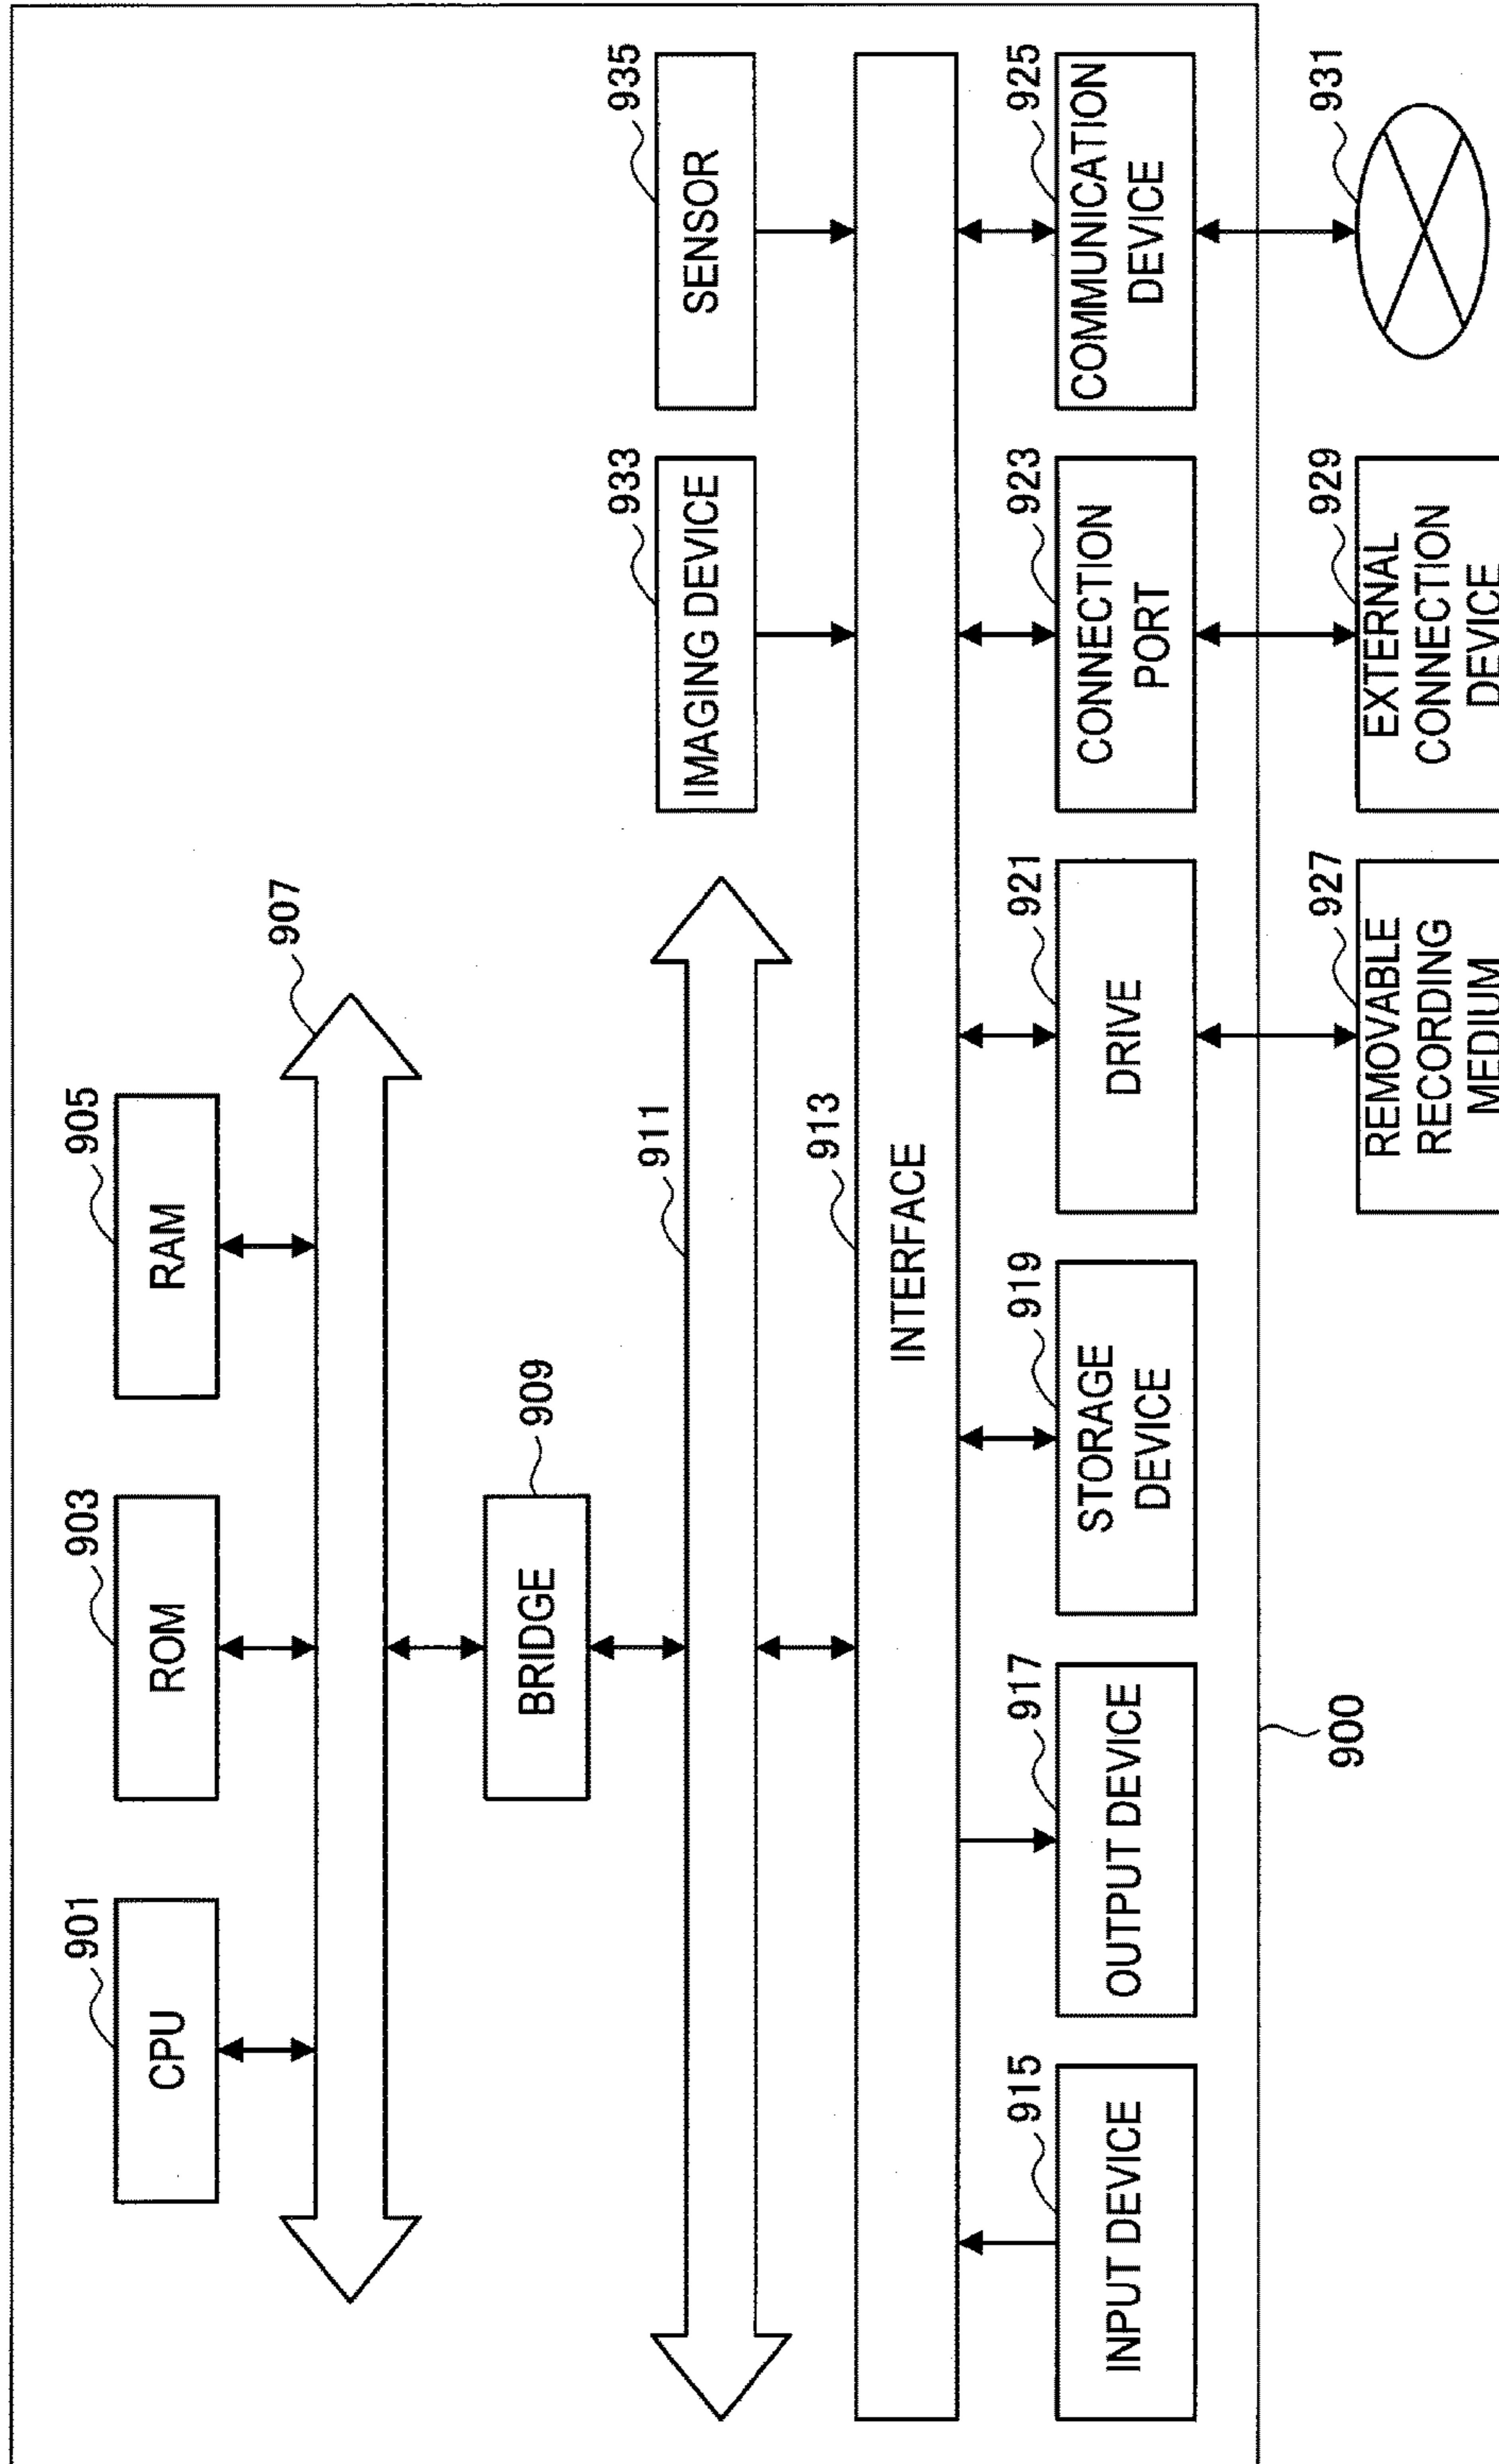 901
CPU
903
ROM
905
RAM
907
909
BRIDGE
911
933
IMAGING DEVICE
935
SENSOR
913
INTERFACE
915
INPUT DEVICE
917
OUTPUT DEVICE
919
STORAGE
DEVICE
921
DRIVE
923
CONNECTION
PORT
925
COMMUNICATION
DEVICE
900
927
REMOVABLE
RECORDING
MEDIUM
929
EXTERNAL
CONNECTION
DEVICE
931